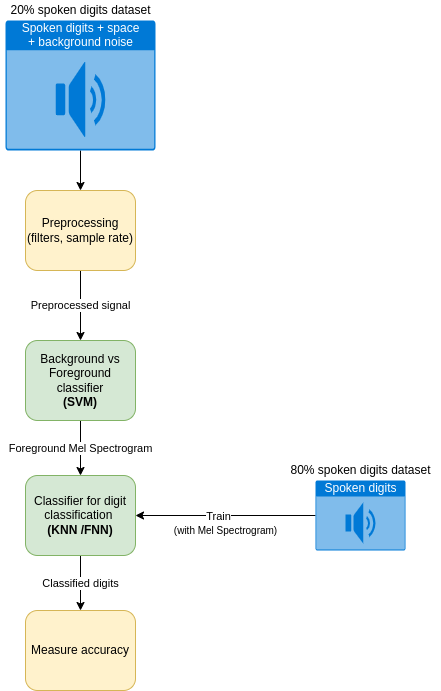 20% spoken digits dataset
Spoken digits + space
+ background noise
Preprocessing
(filters, sample rate)
Preprocessed signal
Background vs
Foreground
classifier
(SVM)
Foreground Mel Spectrogram
80% spoken digits dataset
Spoken digits
Classifier for digit
classification
(KNN /FNN)
Train
(with Mel Spectrogram)
Classified digits
Measure accuracy